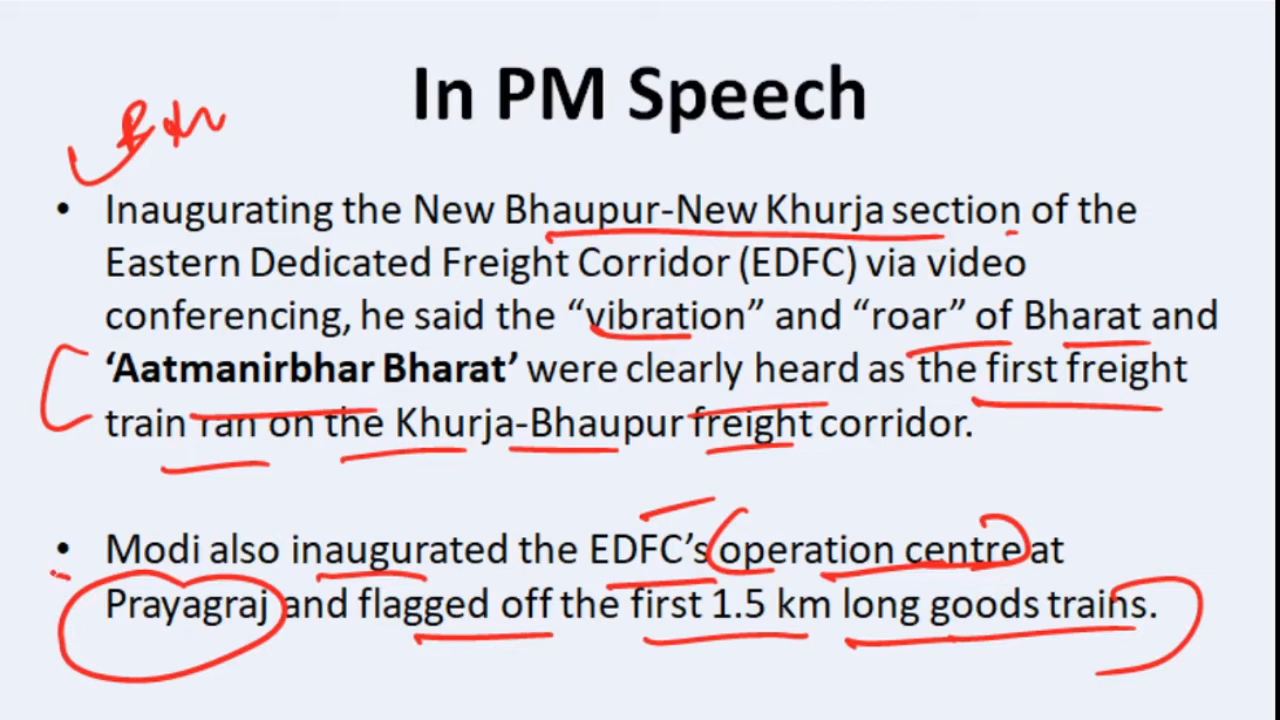 In PM Speech
• Inaugurating the New Bhaupur-New Khurja section of the
Eastern Dedicated Freight Corridor (EDFC) via video
conferencing, he said the “vibration” and “roar” of Bharat and
‘Aatmanirbhar Bharat’ were clearly heard as the first freight
train ran on the Khurja-Bhaupur freight corridor.
• Modi also inaugurated the EDFC’s operation centre at
Prayagraj and flagged off the first 1.5 km long goods trains.